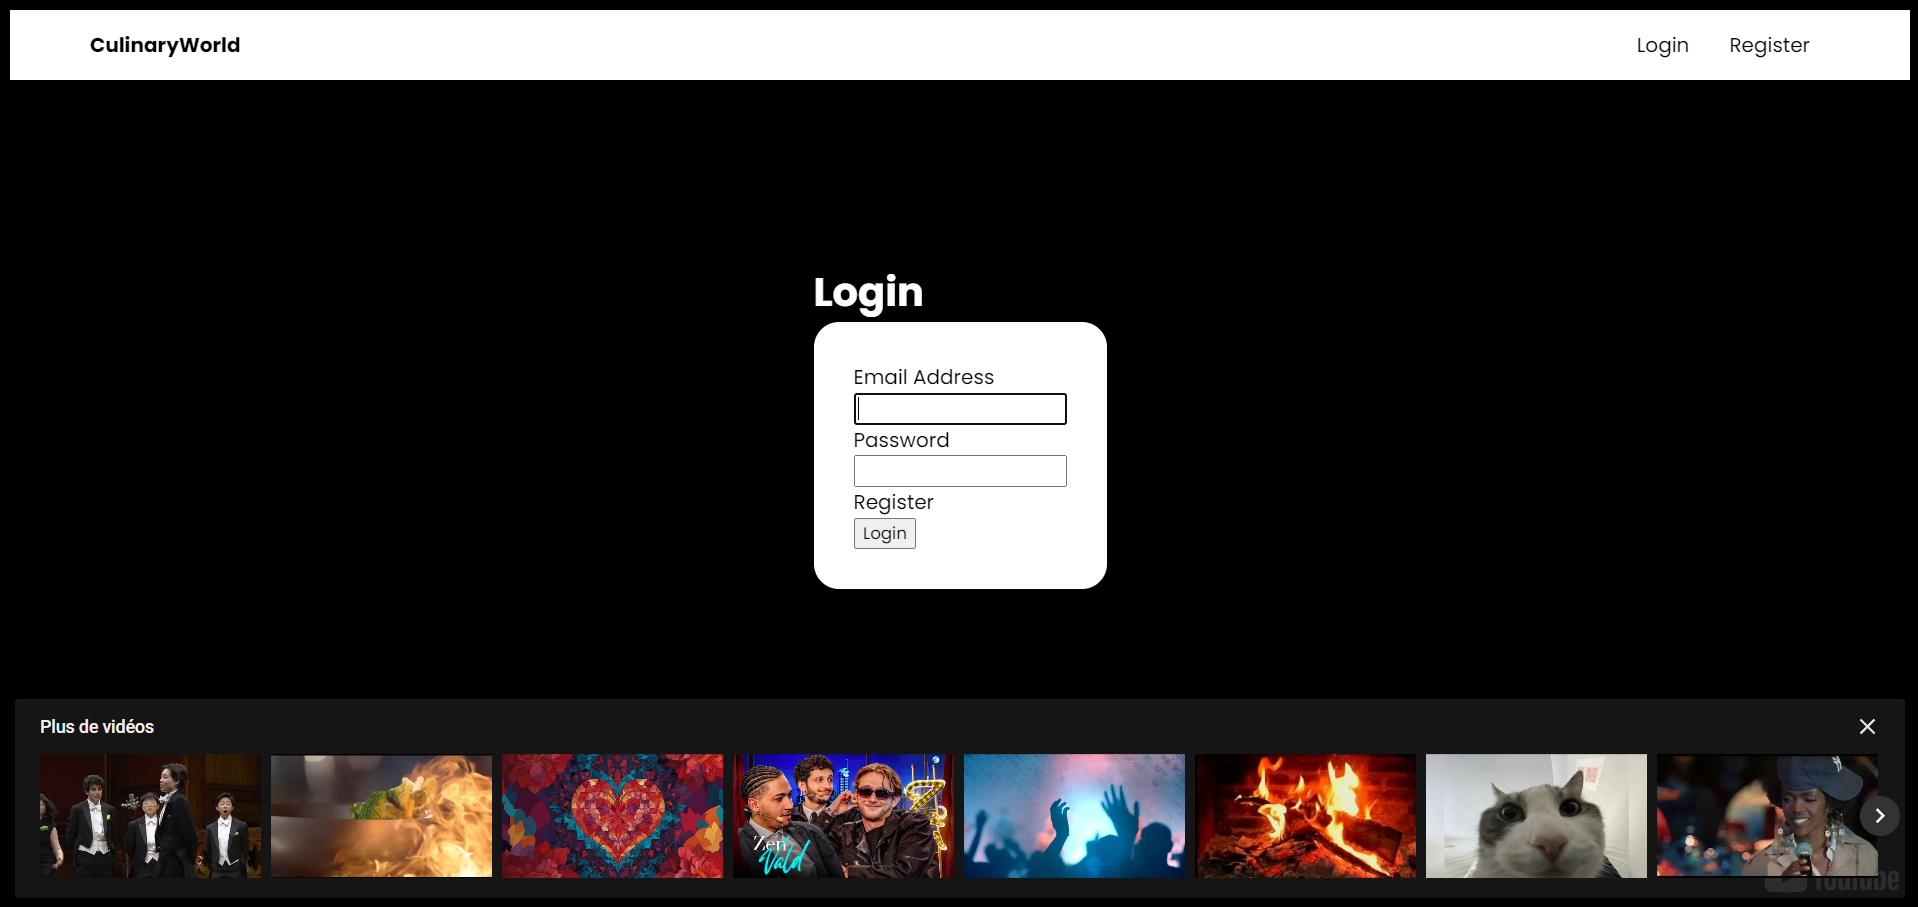 CulinaryWorld
Login Register
Login
Email Address
Password
Register
Login
Plus de vidéos
Zen
Vald
YouTube